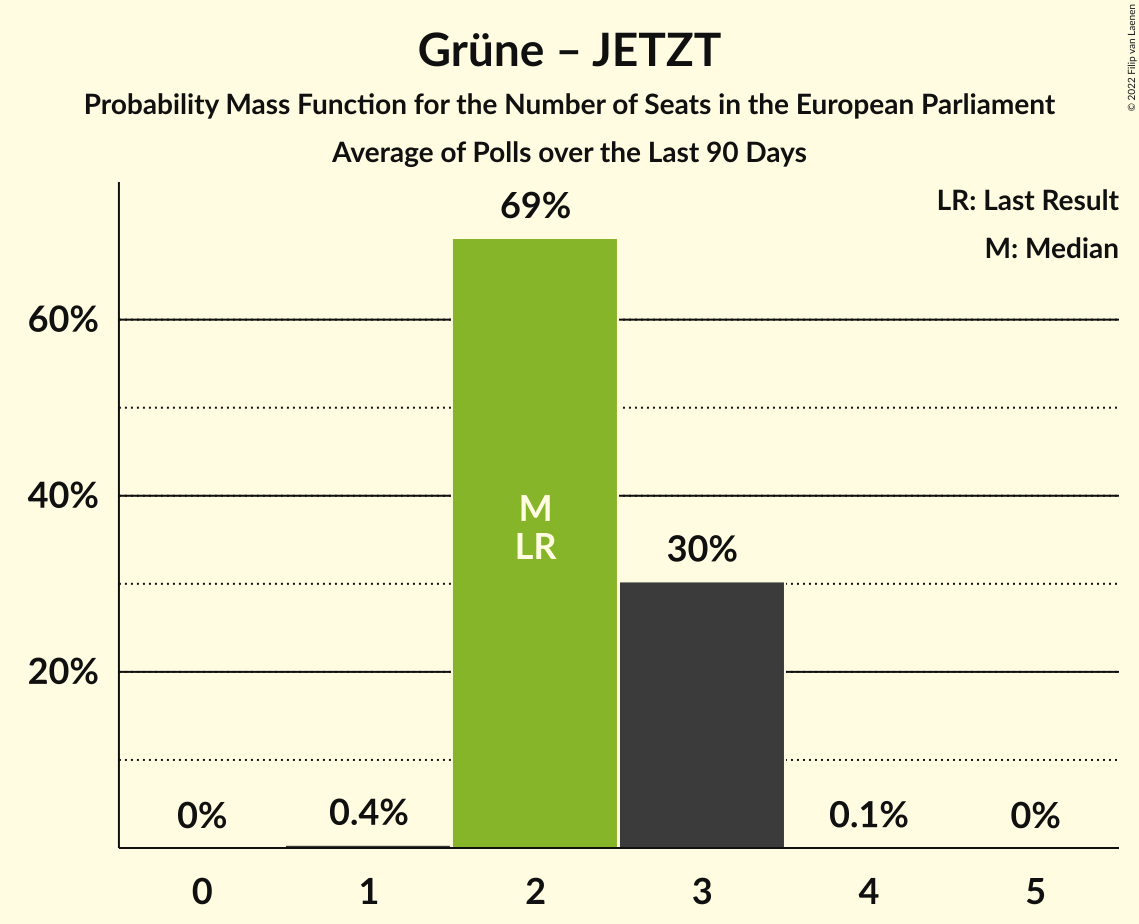 Grüne – JETZT
Probability Mass Function for the Number of Seats in the European Parliament
Average of Polls over the Last 90 Days
© 2022 Filip van Laenen
LR: Last Result
M: Median
69%
60%
40%
M
LR
30%
20%
0%
0.4%
0.1%
0%
0
1
2
3
4
5